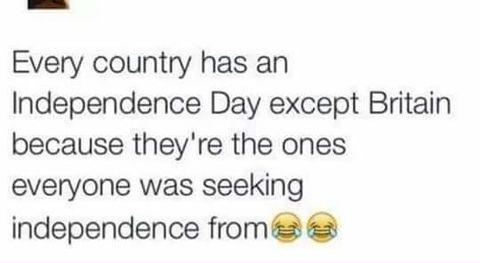 Every country has an
Independence Day except Britain
because they're the ones
everyone was seeking
independence from😂😂